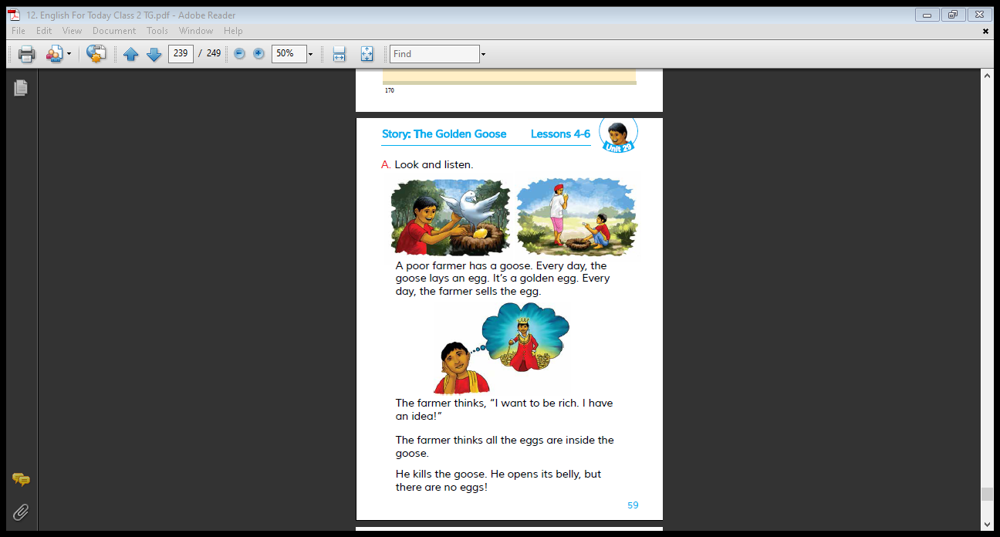 12. English For Today Class 2 TG.pdf - Adobe Reader
File Edit View Document Tools Window Help
239 / 249 50% Find
170
Story: The Golden Goose Lessons 4-6
Unit 29
A. Look and listen.
A poor farmer has a goose. Every day, the
goose lays an egg. It’s a golden egg. Every
day, the farmer sells the egg.
The farmer thinks, “I want to be rich. I have
an idea!”
The farmer thinks all the eggs are inside the
goose.
He kills the goose. He opens its belly, but
there are no eggs!
59